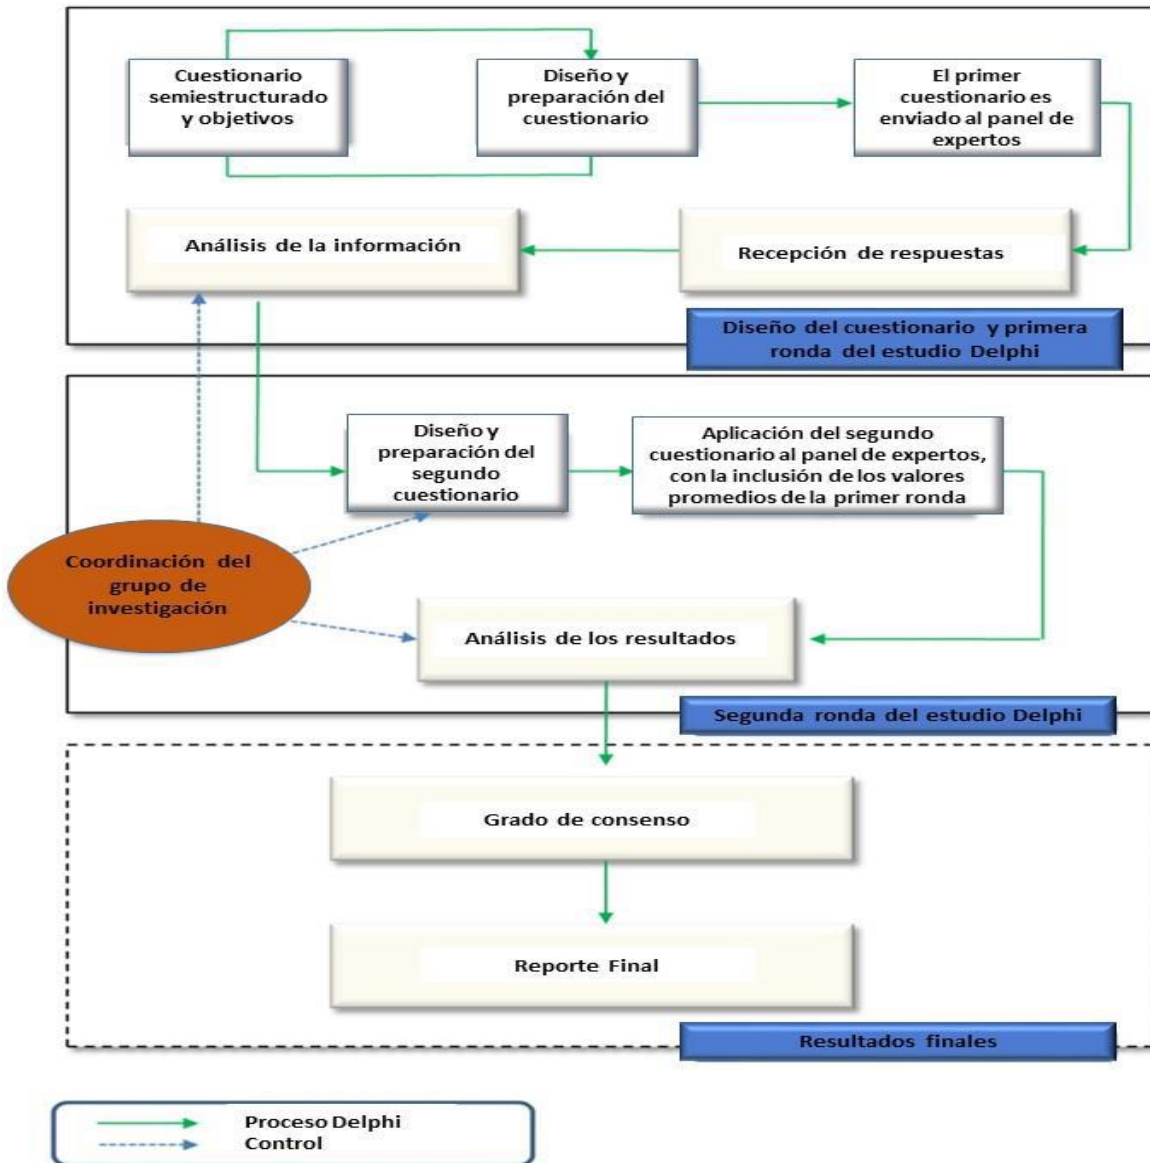 Cuestionario
semiestructurado
y objetivos
Diseño y
preparación del
cuestionario
El primer
cuestionario es
enviado al panel de
expertos
Análisis de la información
Recepción de respuestas
Diseño del cuestionario y primera
ronda del estudio Delphi
Diseño y
preparación del
segundo
cuestionario
Aplicación del segundo
cuestionario al panel de expertos,
con la inclusión de los valores
promedios de la primer ronda
Coordinación del
grupo de
investigación
Análisis de los resultados
Segunda ronda del estudio Delphi
Grado de consenso
Reporte Final
Resultados finales
Proceso Delphi
Control